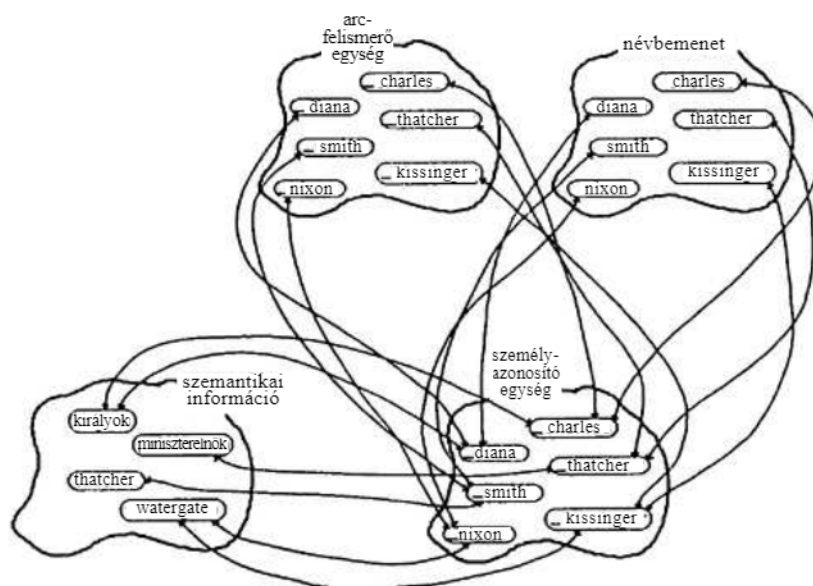 arc-
felismerő
egység
charles
diana
thatcher
smith
kissinger
nixon
névbemenet
charles
diana
thatcher
smith
kissinger
nixon
szemantikai
információ
királyok
miniszterelnök
thatcher
watergate
személy-
azonosító
egység
charles
diana
thatcher
smith
kissinger
nixon